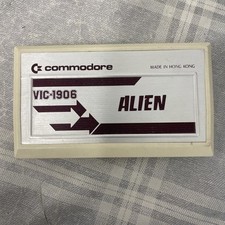 commodore
MADE IN HONG KONG
VIC-1906
ALIEN